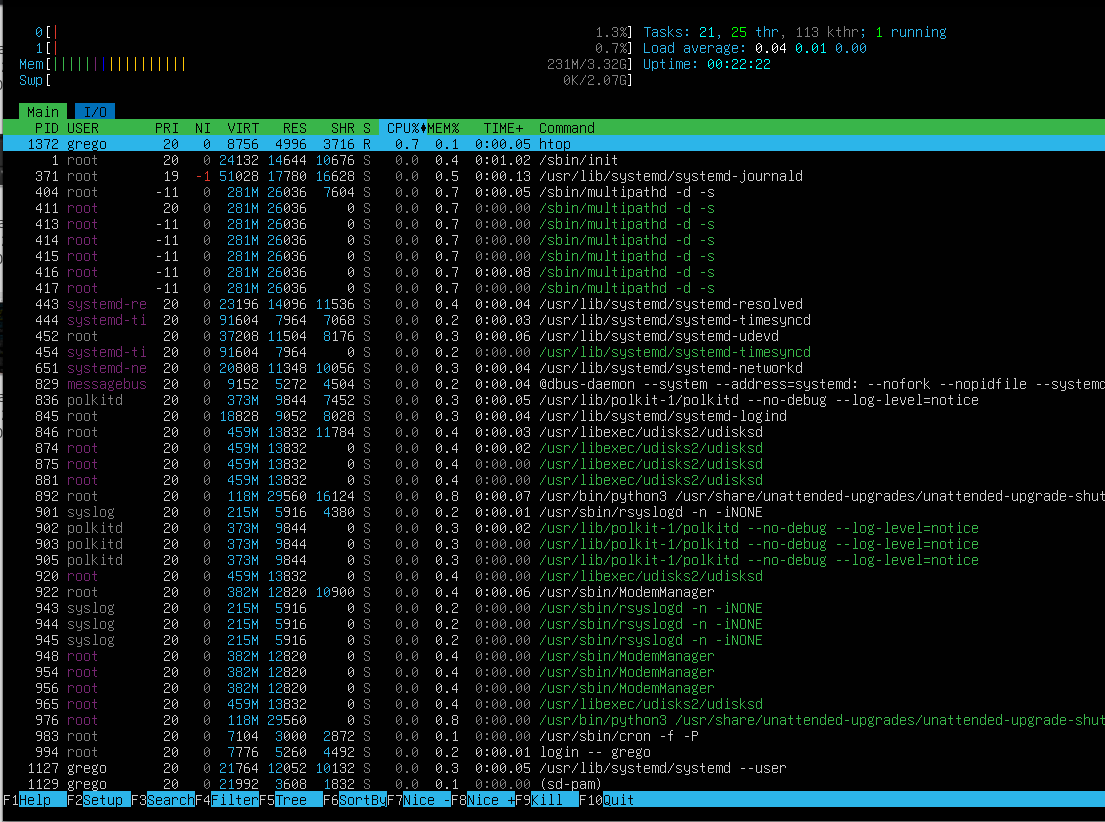 0[| 1.3%] Tasks: 21, 25 thr, 113 kthr; 1 running
1[| 0.7%] Load average: 0.04 0.01 0.00
Mem[||||||||||||||||| 231M/3.32G] Uptime: 00:22:22
Swp[ 0K/2.07G]
Main I/O
PID USER PRI NI VIRT RES SHR S CPU%♦MEM% TIME+ Command
1372 grego 20 0 8756 4996 3716 R 0.7 0.1 0:00.05 htop
1 root 20 0 24132 14644 10676 S 0.0 0.4 0:01.02 /sbin/init
371 root 19 -1 51028 17780 16628 S 0.0 0.5 0:00.13 /usr/lib/systemd/systemd-journald
404 root -11 0 281M 26036 7604 S 0.0 0.7 0:00.05 /sbin/multipathd -d -s
411 root 20 0 281M 26036 0 S 0.0 0.7 0:00.00 /sbin/multipathd -d -s
413 root -11 0 281M 26036 0 S 0.0 0.7 0:00.00 /sbin/multipathd -d -s
414 root -11 0 281M 26036 0 S 0.0 0.7 0:00.00 /sbin/multipathd -d -s
415 root -11 0 281M 26036 0 S 0.0 0.7 0:00.00 /sbin/multipathd -d -s
416 root -11 0 281M 26036 0 S 0.0 0.7 0:00.08 /sbin/multipathd -d -s
417 root -11 0 281M 26036 0 S 0.0 0.7 0:00.00 /sbin/multipathd -d -s
443 systemd-re 20 0 23196 14096 11536 S 0.0 0.4 0:00.04 /usr/lib/systemd/systemd-resolved
444 systemd-ti 20 0 91604 7964 7068 S 0.0 0.2 0:00.03 /usr/lib/systemd/systemd-timesyncd
452 root 20 0 37208 11504 8176 S 0.0 0.3 0:00.06 /usr/lib/systemd/systemd-udevd
454 systemd-ti 20 0 91604 7964 0 S 0.0 0.2 0:00.00 /usr/lib/systemd/systemd-timesyncd
651 systemd-ne 20 0 20808 11348 10056 S 0.0 0.3 0:00.04 /usr/lib/systemd/systemd-networkd
829 messagebus 20 0 9152 5272 4504 S 0.0 0.2 0:00.04 @dbus-daemon --system --address=systemd: --nofork --nopidfile --systemd
836 polkitd 20 0 373M 9844 7452 S 0.0 0.3 0:00.05 /usr/lib/polkit-1/polkitd --no-debug --log-level=notice
845 root 20 0 18828 9052 8028 S 0.0 0.3 0:00.04 /usr/lib/systemd/systemd-logind
846 root 20 0 459M 13832 11784 S 0.0 0.4 0:00.03 /usr/libexec/udisks2/udisksd
874 root 20 0 459M 13832 0 S 0.0 0.4 0:00.02 /usr/libexec/udisks2/udisksd
875 root 20 0 459M 13832 0 S 0.0 0.4 0:00.00 /usr/libexec/udisks2/udisksd
881 root 20 0 459M 13832 0 S 0.0 0.4 0:00.00 /usr/libexec/udisks2/udisksd
892 root 20 0 118M 29560 16124 S 0.0 0.8 0:00.07 /usr/bin/python3 /usr/share/unattended-upgrades/unattended-upgrade-shut
901 syslog 20 0 215M 5916 4380 S 0.0 0.2 0:00.01 /usr/sbin/rsyslogd -n -iNONE
902 polkitd 20 0 373M 9844 0 S 0.0 0.3 0:00.02 /usr/lib/polkit-1/polkitd --no-debug --log-level=notice
903 polkitd 20 0 373M 9844 0 S 0.0 0.3 0:00.00 /usr/lib/polkit-1/polkitd --no-debug --log-level=notice
905 polkitd 20 0 373M 9844 0 S 0.0 0.3 0:00.00 /usr/lib/polkit-1/polkitd --no-debug --log-level=notice
920 root 20 0 459M 13832 0 S 0.0 0.4 0:00.00 /usr/libexec/udisks2/udisksd
922 root 20 0 382M 12820 10900 S 0.0 0.4 0:00.06 /usr/sbin/ModemManager
943 syslog 20 0 215M 5916 0 S 0.0 0.2 0:00.00 /usr/sbin/rsyslogd -n -iNONE
944 syslog 20 0 215M 5916 0 S 0.0 0.2 0:00.00 /usr/sbin/rsyslogd -n -iNONE
945 syslog 20 0 215M 5916 0 S 0.0 0.2 0:00.00 /usr/sbin/rsyslogd -n -iNONE
948 root 20 0 382M 12820 0 S 0.0 0.4 0:00.00 /usr/sbin/ModemManager
954 root 20 0 382M 12820 0 S 0.0 0.4 0:00.00 /usr/sbin/ModemManager
956 root 20 0 382M 12820 0 S 0.0 0.4 0:00.00 /usr/sbin/ModemManager
965 root 20 0 459M 13832 0 S 0.0 0.4 0:00.00 /usr/libexec/udisks2/udisksd
976 root 20 0 118M 29560 0 S 0.0 0.8 0:00.00 /usr/bin/python3 /usr/share/unattended-upgrades/unattended-upgrade-shut
983 root 20 0 7104 3000 2872 S 0.0 0.1 0:00.00 /usr/sbin/cron -f -P
994 root 20 0 7776 5260 4492 S 0.0 0.2 0:00.01 login -- grego
1127 grego 20 0 21764 12052 10132 S 0.0 0.3 0:00.05 /usr/lib/systemd/systemd --user
1129 grego 20 0 21992 3608 1832 S 0.0 0.1 0:00.00 (sd-pam)
F1Help F2Setup F3SearchF4FilterF5Tree F6SortByF7Nice -F8Nice +F9Kill F10Quit